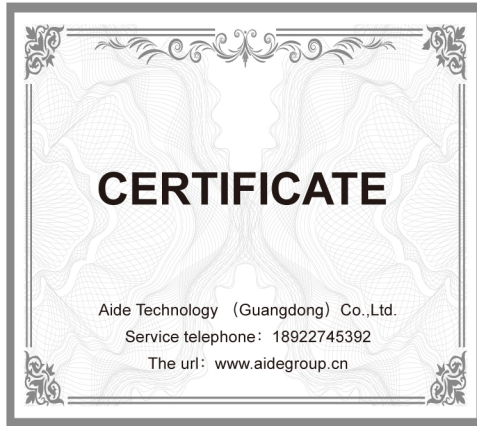 CERTIFICATE
Aide Technology （Guangdong）Co.,Ltd.
Service telephone：18922745392
The url：www.aidegroup.cn